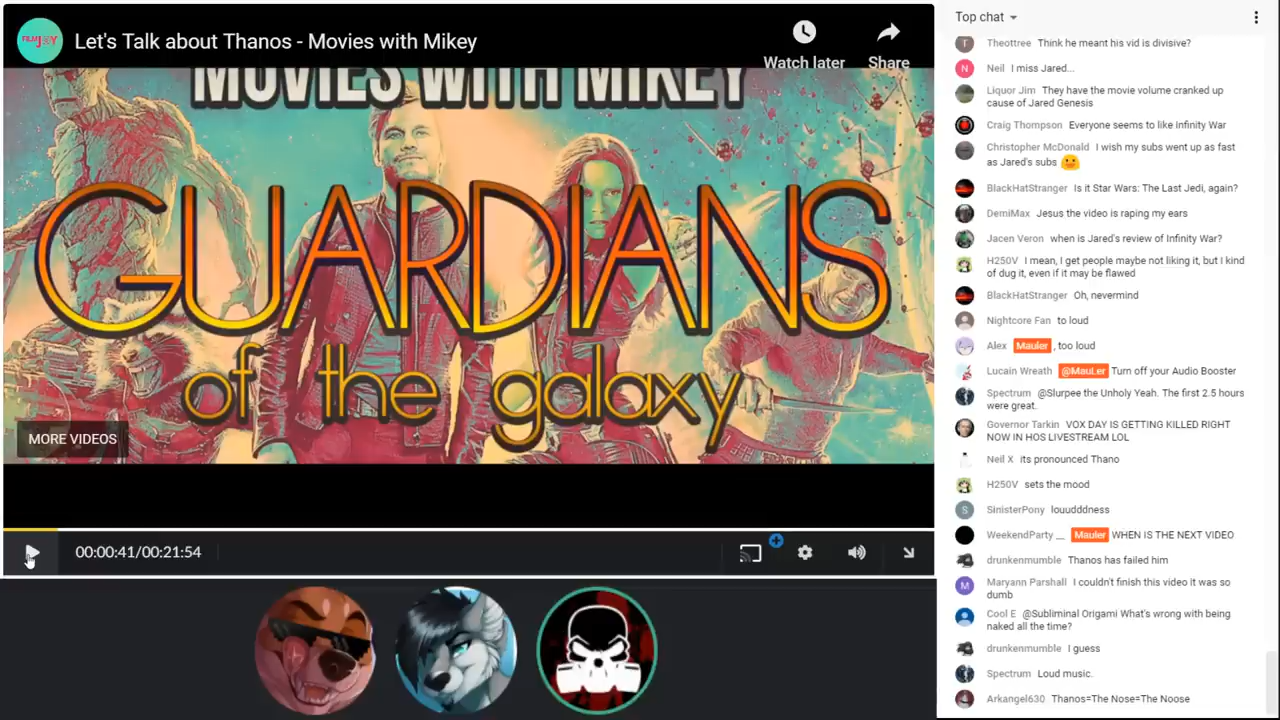 FILMJOY
Let's Talk about Thanos - Movies with Mikey
Watch later
Share
MOVIES WITH MIKEY
GUARDIANS
of the galaxy
MORE VIDEOS
00:00:41/00:21:54
Top chat
T Theottree Think he meant his vid is divisive?
N Neil I miss Jared...
Liquor Jim They have the movie volume cranked up
cause of Jared Genesis
Craig Thompson Everyone seems to like Infinity War
Christopher McDonald I wish my subs went up as fast
as Jared's subs
BlackHatStranger Is it Star Wars: The Last Jedi, again?
DemiMax Jesus the video is raping my ears
Jacen Veron when is Jared's review of Infinity War?
H250V I mean, I get people maybe not liking it, but I kind
of dug it, even if it may be flawed
BlackHatStranger Oh, nevermind
Nightcore Fan to loud
Alex Mauler , too loud
Lucain Wreath @MauLer Turn off your Audio Booster
Spectrum @Slurpee the Unholy Yeah. The first 2.5 hours
were great.
Governor Tarkin VOX DAY IS GETTING KILLED RIGHT
NOW IN HOS LIVESTREAM LOL
Neil X its pronounced Thano
H250V sets the mood
S SinisterPony louudddness
WeekendParty __ Mauler WHEN IS THE NEXT VIDEO
drunkenmumble Thanos has failed him
M Maryann Parshall I couldn't finish this video it was so
dumb
Cool E @Subliminal Origami What's wrong with being
naked all the time?
drunkenmumble I guess
Spectrum Loud music.
Arkangel630 Thanos=The Nose=The Noose